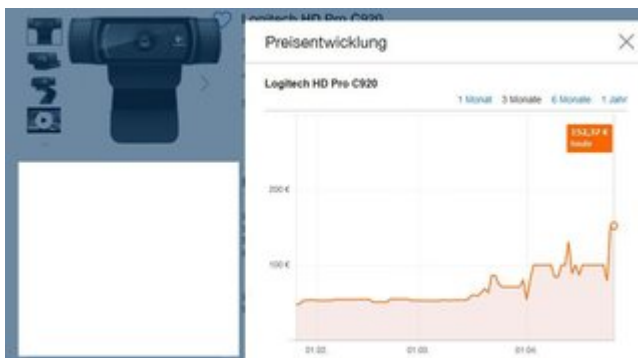 Logitech HD Pro C920
Preisentwicklung
Logitech HD Pro C920
1 Monat 3 Monate 6 Monate 1 Jahr
152,37 €
heute
200 €
100 €
01.02. 01.03. 01.04.